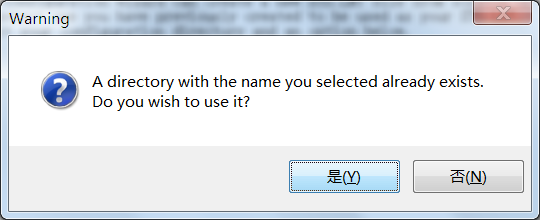 Warning
A directory with the name you selected already exists.
Do you wish to use it?
是(Y)
否(N)